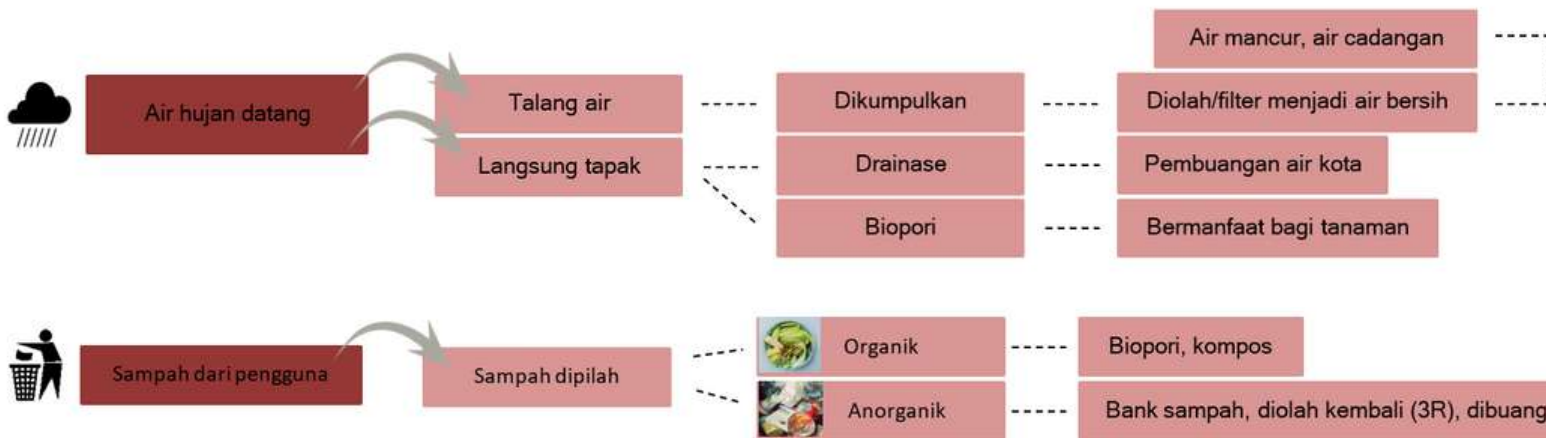 Air mancur, air cadangan
Air hujan datang
Talang air
Dikumpulkan
Diolah/filter menjadi air bersih
Langsung tapak
Drainase
Pembuangan air kota
Biopori
Bermanfaat bagi tanaman
Sampah dari pengguna
Sampah dipilah
Organik
Biopori, kompos
Anorganik
Bank sampah, diolah kembali (3R), dibuang